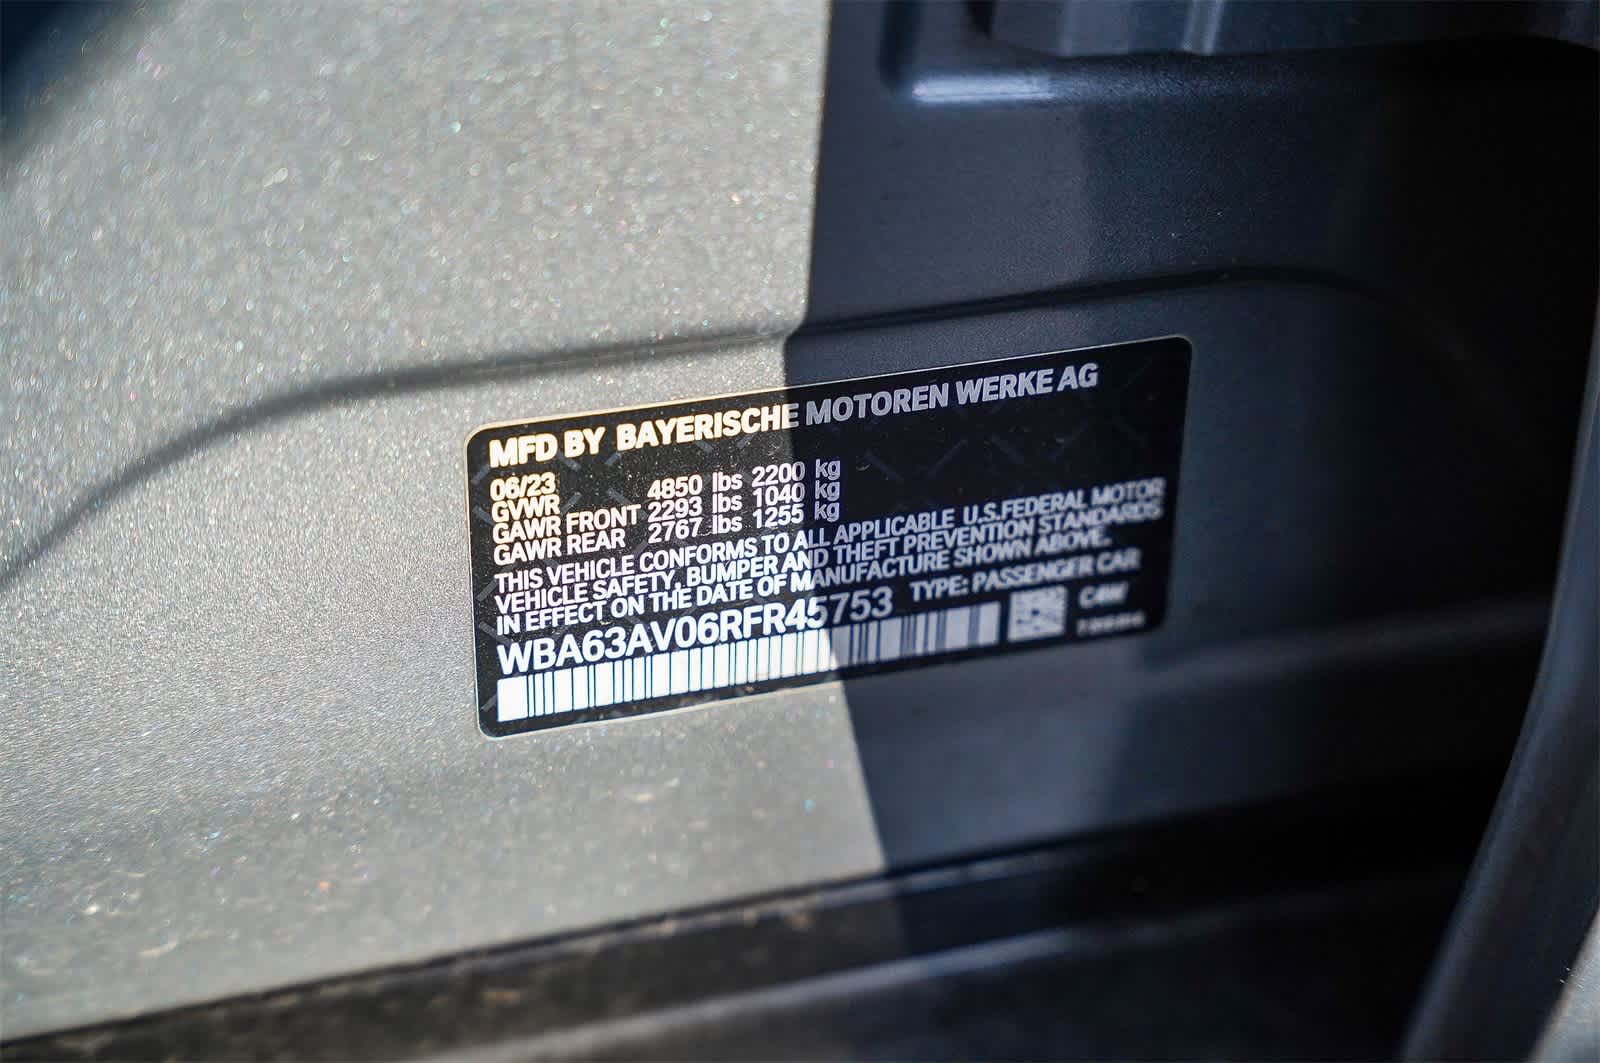 MFD BY BAYERISCHE MOTOREN WERKE AG
06/23
GVWR 4850 lbs 2200 kg
GAWR FRONT 2293 lbs 1040 kg
GAWR REAR 2767 lbs 1255 kg
THIS VEHICLE CONFORMS TO ALL APPLICABLE U.S.FEDERAL MOTOR
VEHICLE SAFETY, BUMPER AND THEFT PREVENTION STANDARDS
IN EFFECT ON THE DATE OF MANUFACTURE SHOWN ABOVE.
WBA63AV06RFR45753 TYPE: PASSENGER CAR
C4W